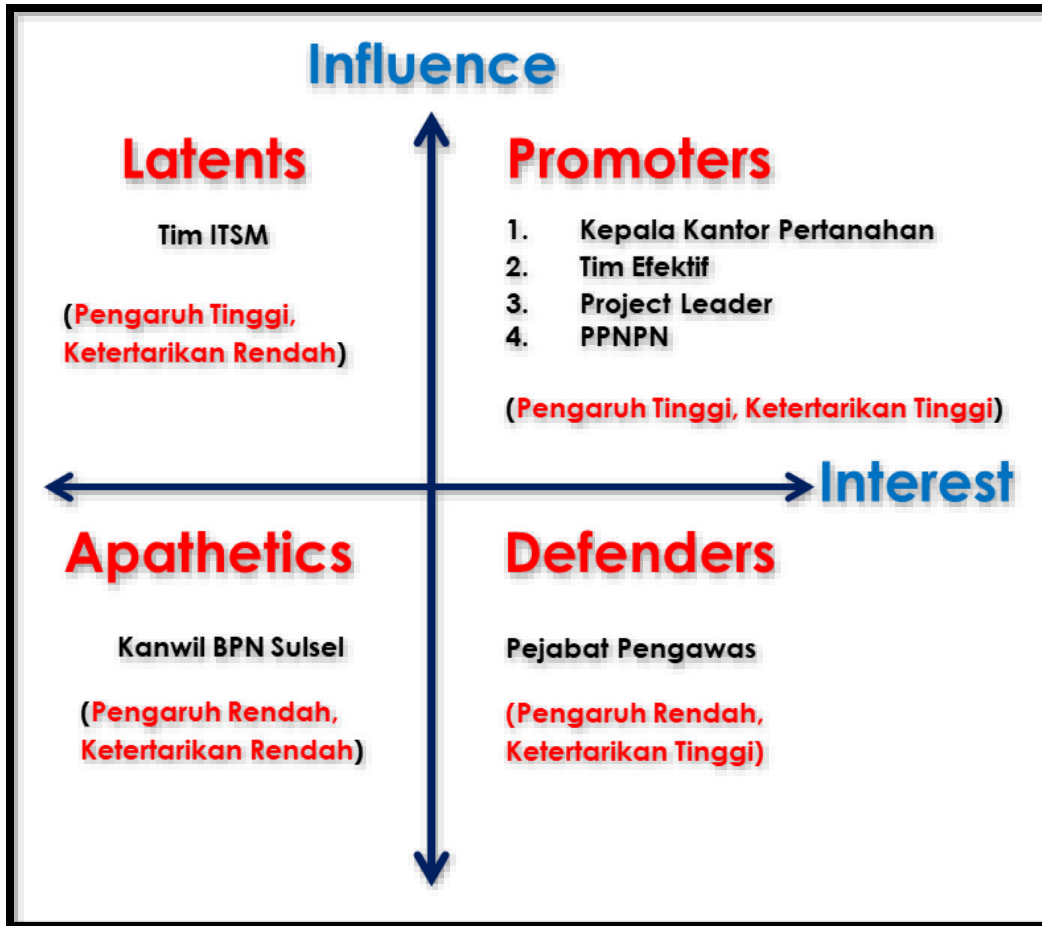 Influence
Latents
Tim ITSM
(Pengaruh Tinggi,
Ketertarikan Rendah)
Promoters
1. Kepala Kantor Pertanahan
2. Tim Efektif
3. Project Leader
4. PPNPN
(Pengaruh Tinggi, Ketertarikan Tinggi)
Interest
Apathetics
Kanwil BPN Sulsel
(Pengaruh Rendah,
Ketertarikan Rendah)
Defenders
Pejabat Pengawas
(Pengaruh Rendah,
Ketertarikan Tinggi)